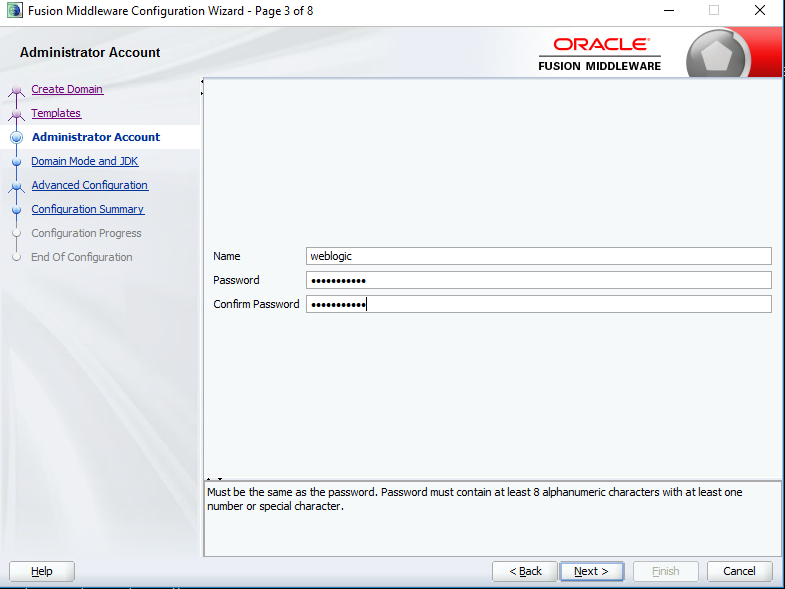 Fusion Middleware Configuration Wizard - Page 3 of 8
Administrator Account
ORACLE
FUSION MIDDLEWARE
Create Domain
Templates
Administrator Account
Domain Mode and JDK
Advanced Configuration
Configuration Summary
Configuration Progress
End Of Configuration
Name weblogic
Password •••••••••••
Confirm Password •••••••••••
Must be the same as the password. Password must contain at least 8 alphanumeric characters with at least one
number or special character.
Help < Back Next > Finish Cancel